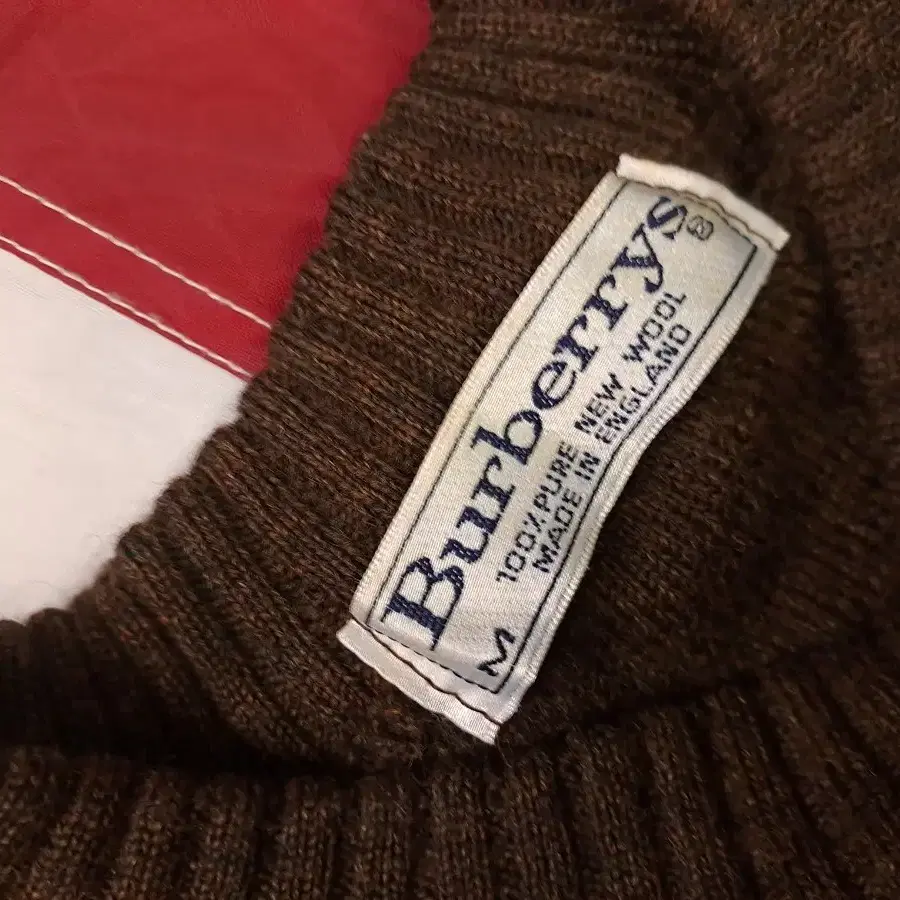 Burberrys®
100% PURE NEW WOOL
MADE IN ENGLAND
M